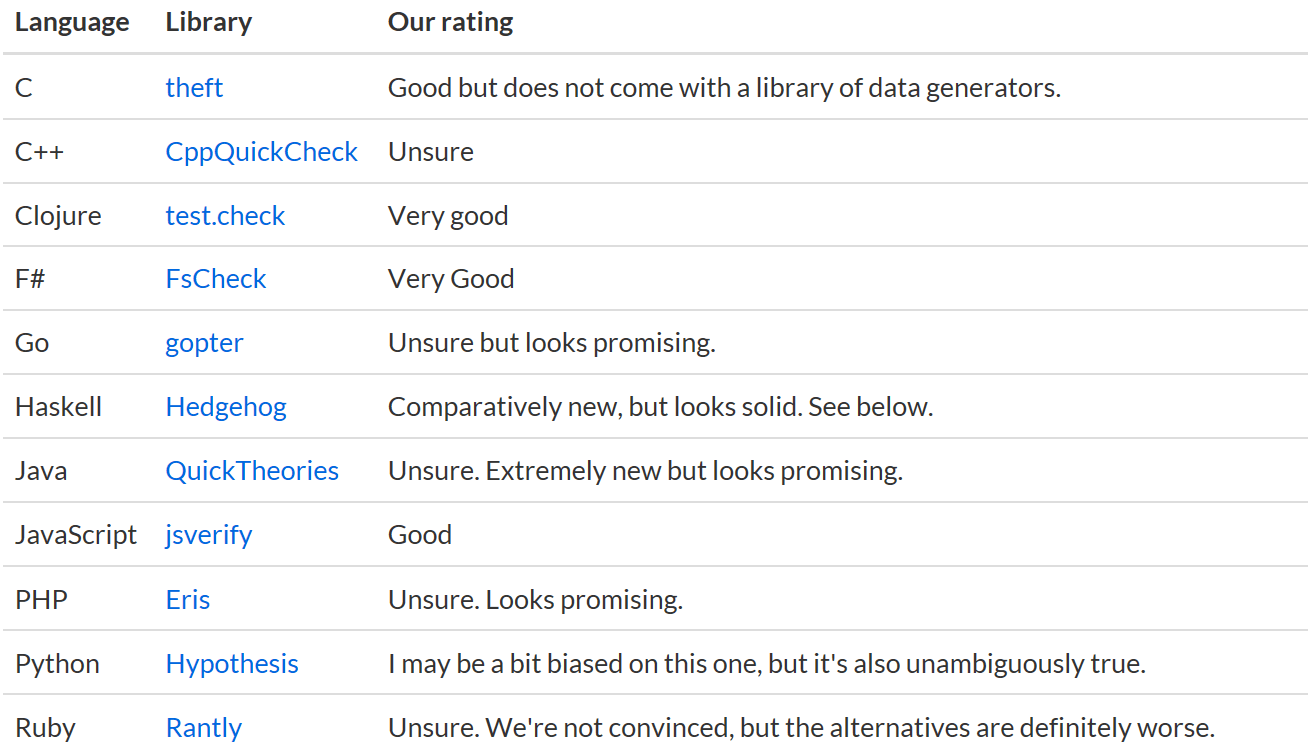 Language Library Our rating
C theft Good but does not come with a library of data generators.
C++ CppQuickCheck Unsure
Clojure test.check Very good
F# FsCheck Very Good
Go gopter Unsure but looks promising.
Haskell Hedgehog Comparatively new, but looks solid. See below.
Java QuickTheories Unsure. Extremely new but looks promising.
JavaScript jsverify Good
PHP Eris Unsure. Looks promising.
Python Hypothesis I may be a bit biased on this one, but it's also unambiguously true.
Ruby Rantly Unsure. We're not convinced, but the alternatives are definitely worse.